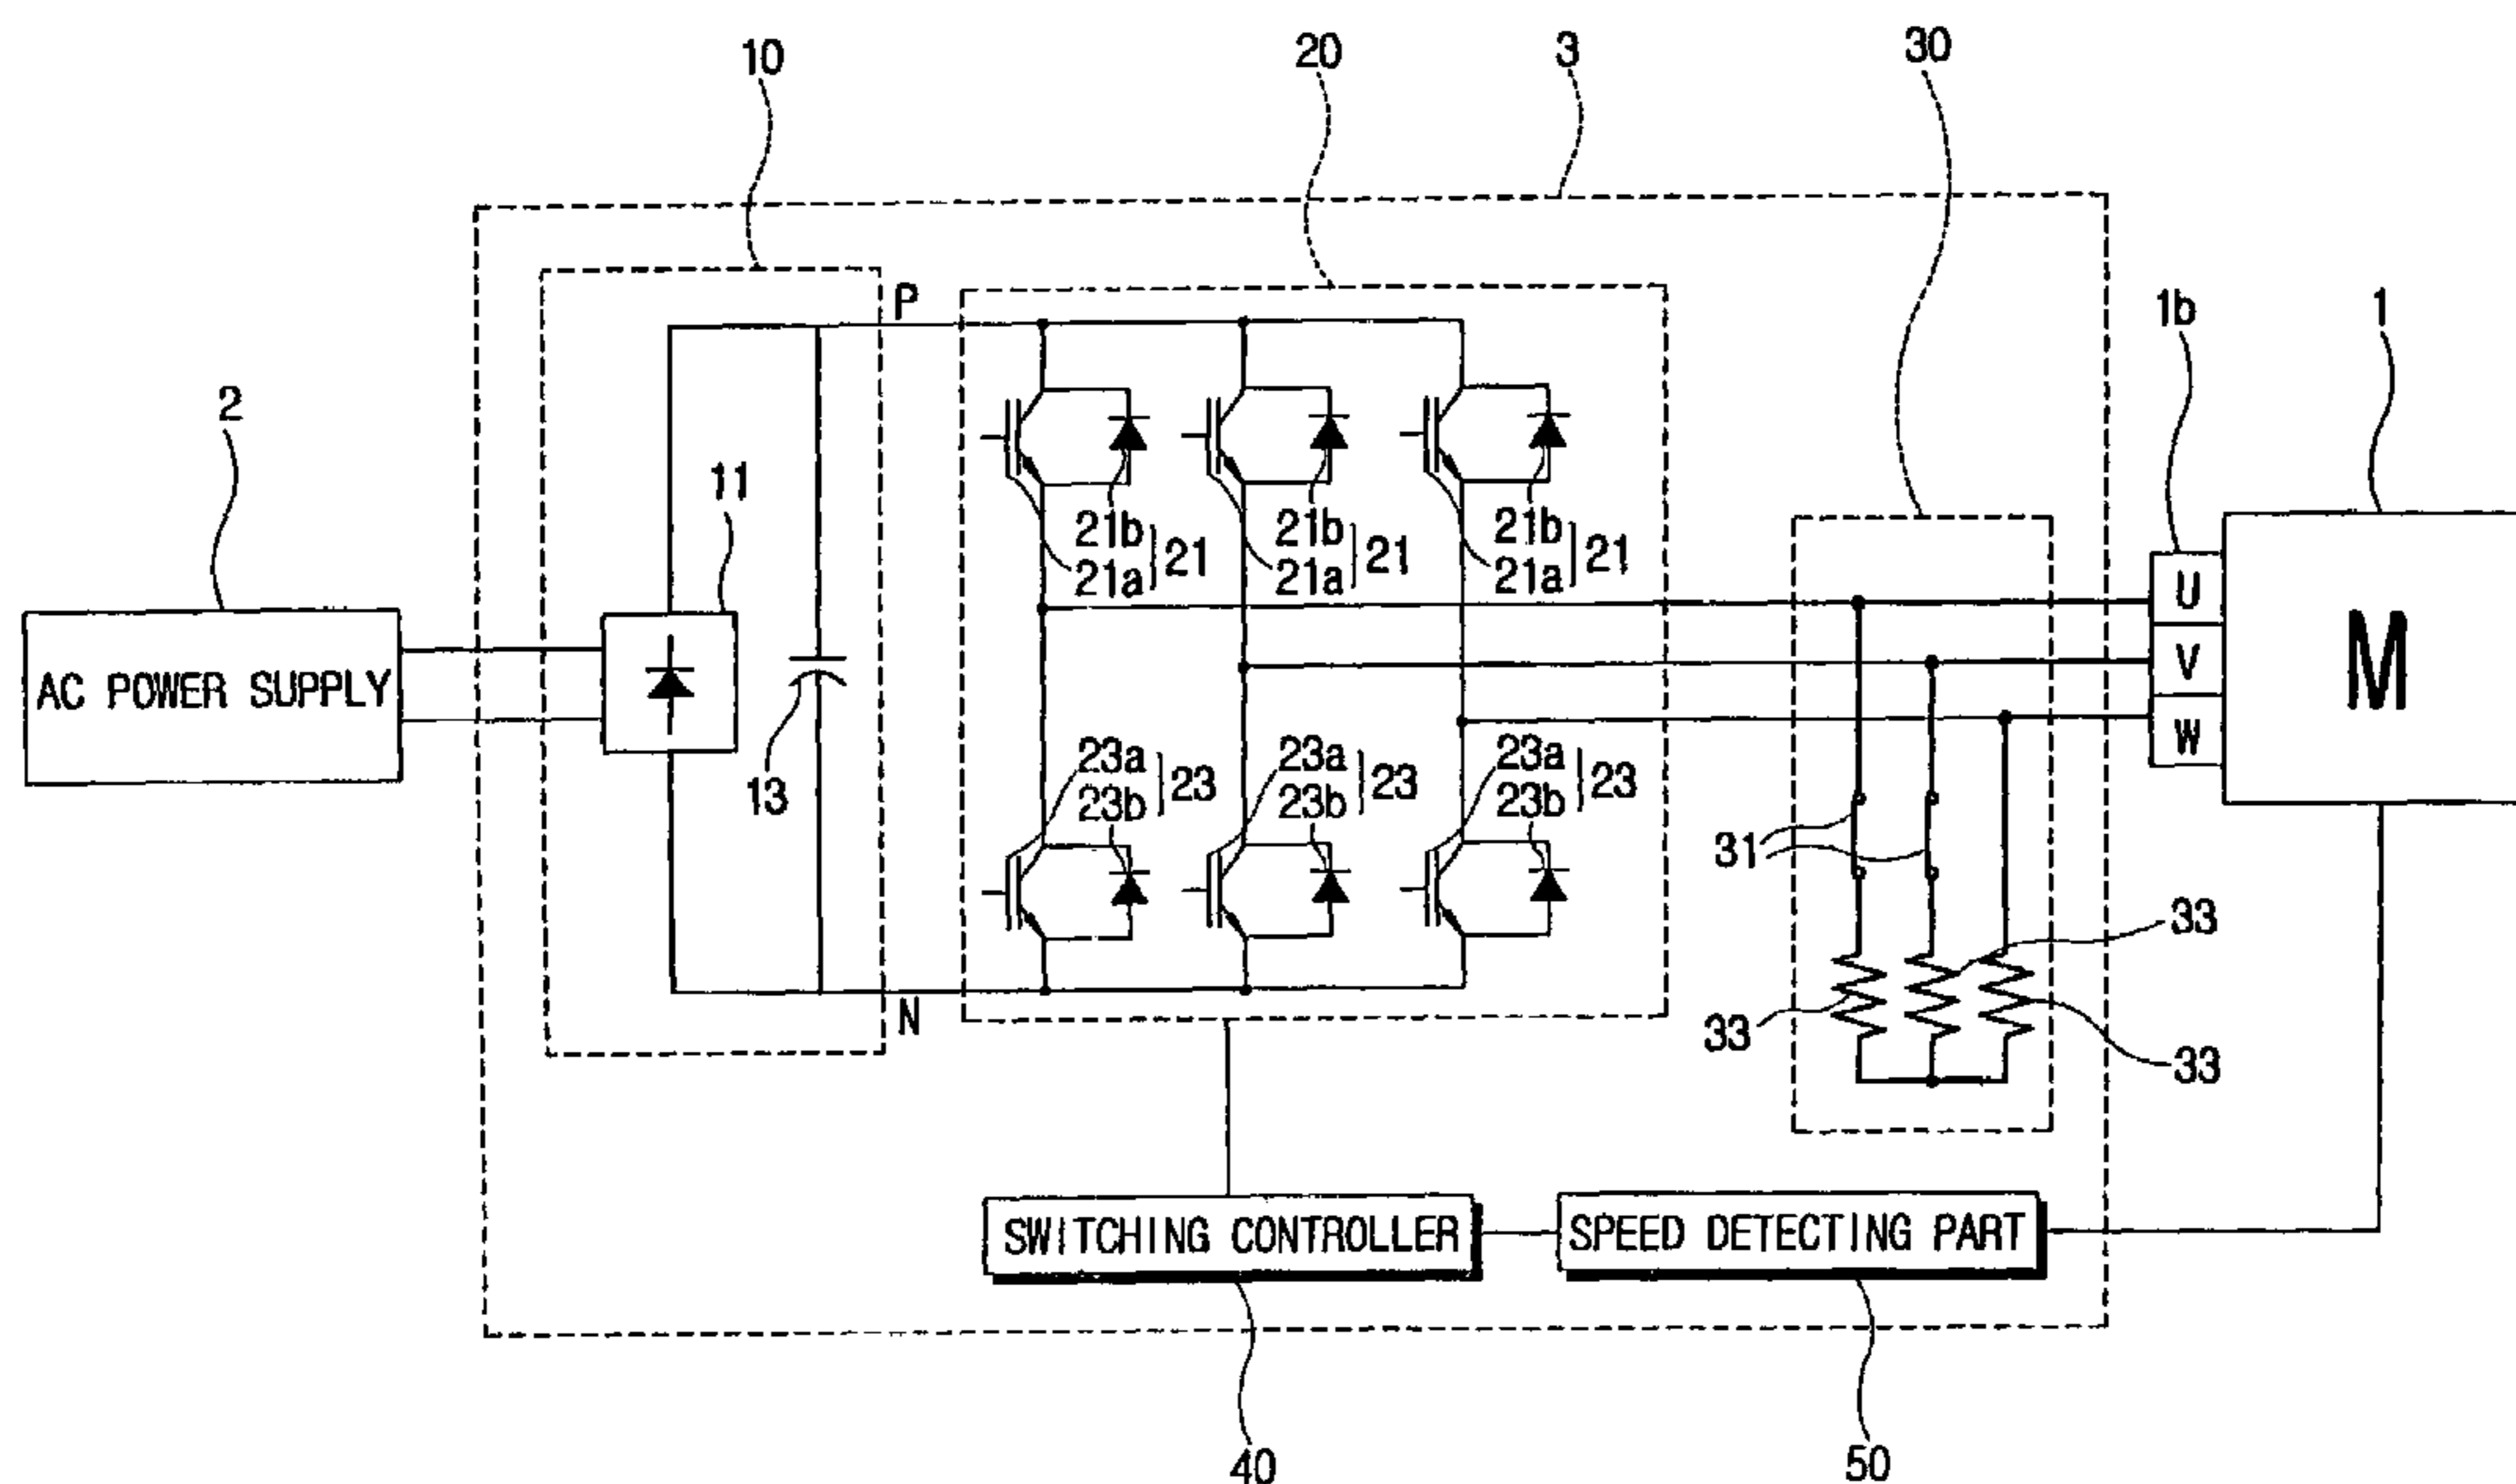 10 20 3 30
P
1b 1
2
11
21b 21b 21b
21 21 21
21a 21a 21a
U
V
W
M
AC POWER SUPPLY
13
23a 23a 23a
23 23 23
23b 23b 23b
31
33
33
33
N
SWITCHING CONTROLLER
SPEED DETECTING PART
40 50